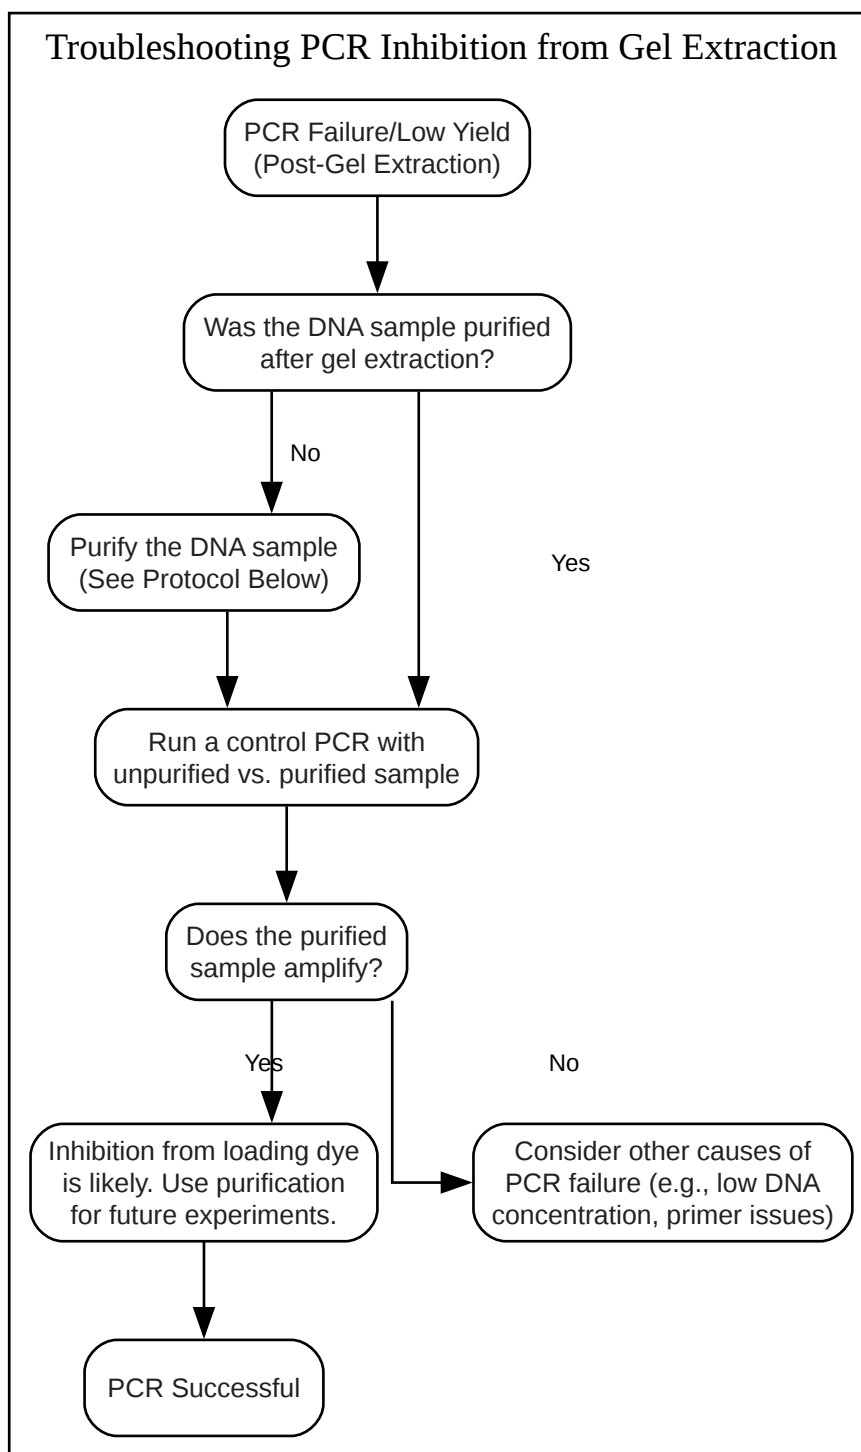 Troubleshooting PCR Inhibition from Gel Extraction
PCR Failure/Low Yield
(Post-Gel Extraction)
Was the DNA sample purified
after gel extraction?
No
Purify the DNA sample
(See Protocol Below)
Yes
Run a control PCR with
unpurified vs. purified sample
Does the purified
sample amplify?
Yes
No
Inhibition from loading dye
is likely. Use purification
for future experiments.
Consider other causes of
PCR failure (e.g., low DNA
concentration, primer issues)
PCR Successful